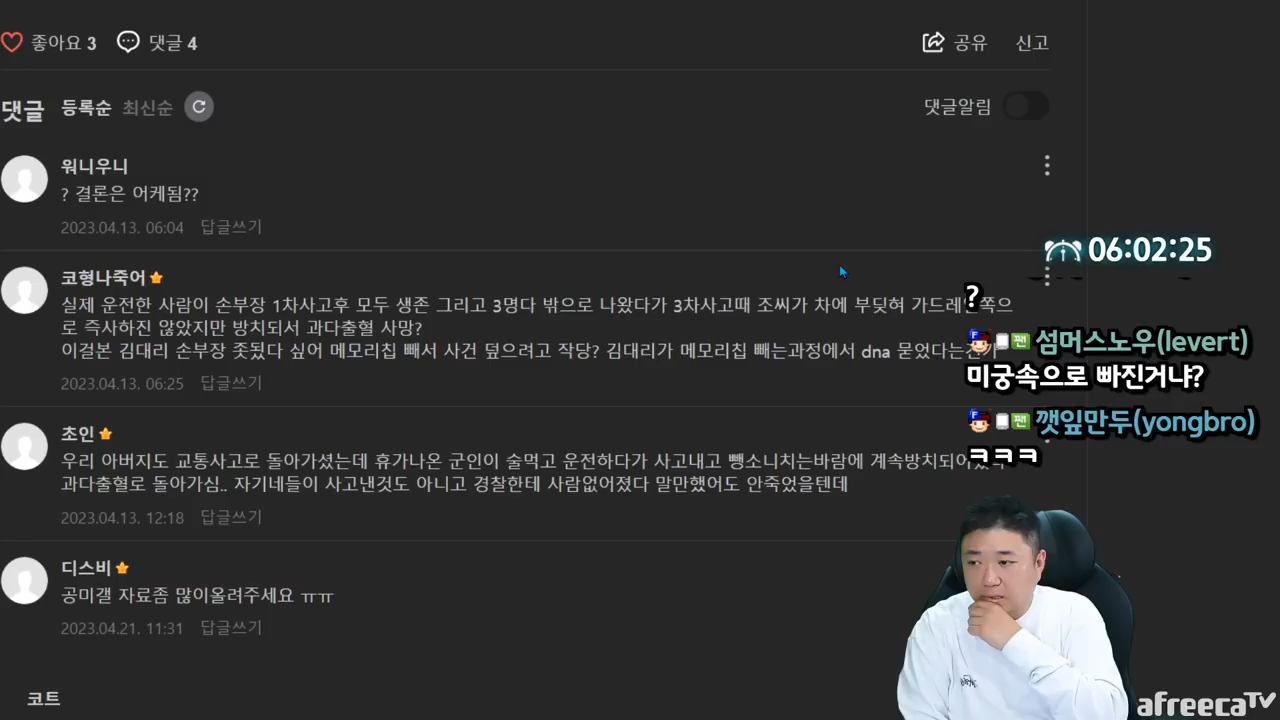 좋아요 3 댓글 4 공유 신고
댓글 등록순 최신순 댓글알림
워니우니
? 결론은 어케됨??
2023.04.13. 06:04 답글쓰기
06:02:25
코형나죽어
실제 운전한 사람이 손부장 1차사고후 모두 생존 그리고 3명다 밖으로 나왔다가 3차사고때 조씨가 차에 부딪혀 가드레일쪽으
로 즉사하진 않았지만 방치되서 과다출혈 사망?
이걸본 김대리 손부장 좃됬다 싶어 메모리칩 빼서 사건 덮으려고 작당? 김대리가 메모리칩 빼는과정에서 dna 묻었다는
2023.04.13. 06:25 답글쓰기
?
섬머스노우(levert)
미궁속으로 빠진거냐?
깻잎만두(yongbro)
ㅋㅋㅋ
초인
우리 아버지도 교통사고로 돌아가셨는데 휴가나온 군인이 술먹고 운전하다가 사고내고 뺑소니치는바람에
과다출혈로 돌아가심.. 자기네들이 사고낸것도 아니고 경찰한테 사람없어졌다 말만했어도 안죽었을텐데
2023.04.13. 12:18 답글쓰기
디스비
공미갤 자료좀 많이올려주세요 ㅠㅠ
2023.04.21. 11:31 답글쓰기
코트
afreecaTV